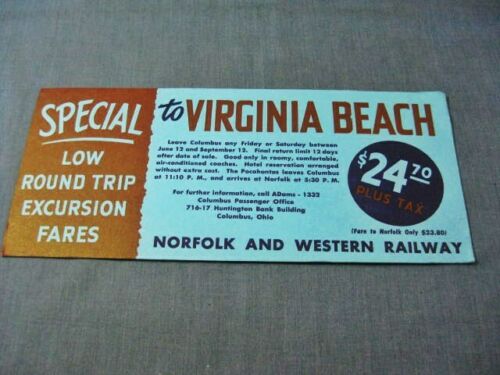 SPECIAL
LOW
ROUND TRIP
EXCURSION
FARES
to VIRGINIA BEACH
Leave Columbus any Friday or Saturday between
June 12 and September 12. Final return limit 12 days
after date of sale. Good only in roomy, comfortable,
air-conditioned coaches. Hotel reservation arranged
without extra cost. The Pocahontas leaves Columbus
at 11:10 P. M., and arrives at Norfolk at 5:30 P. M.
For further information, call ADams - 1332
Columbus Passenger Office
716-17 Huntington Bank Building
Columbus, Ohio
$24.70
PLUS TAX
(Fare to Norfolk Only $23.80)
NORFOLK AND WESTERN RAILWAY